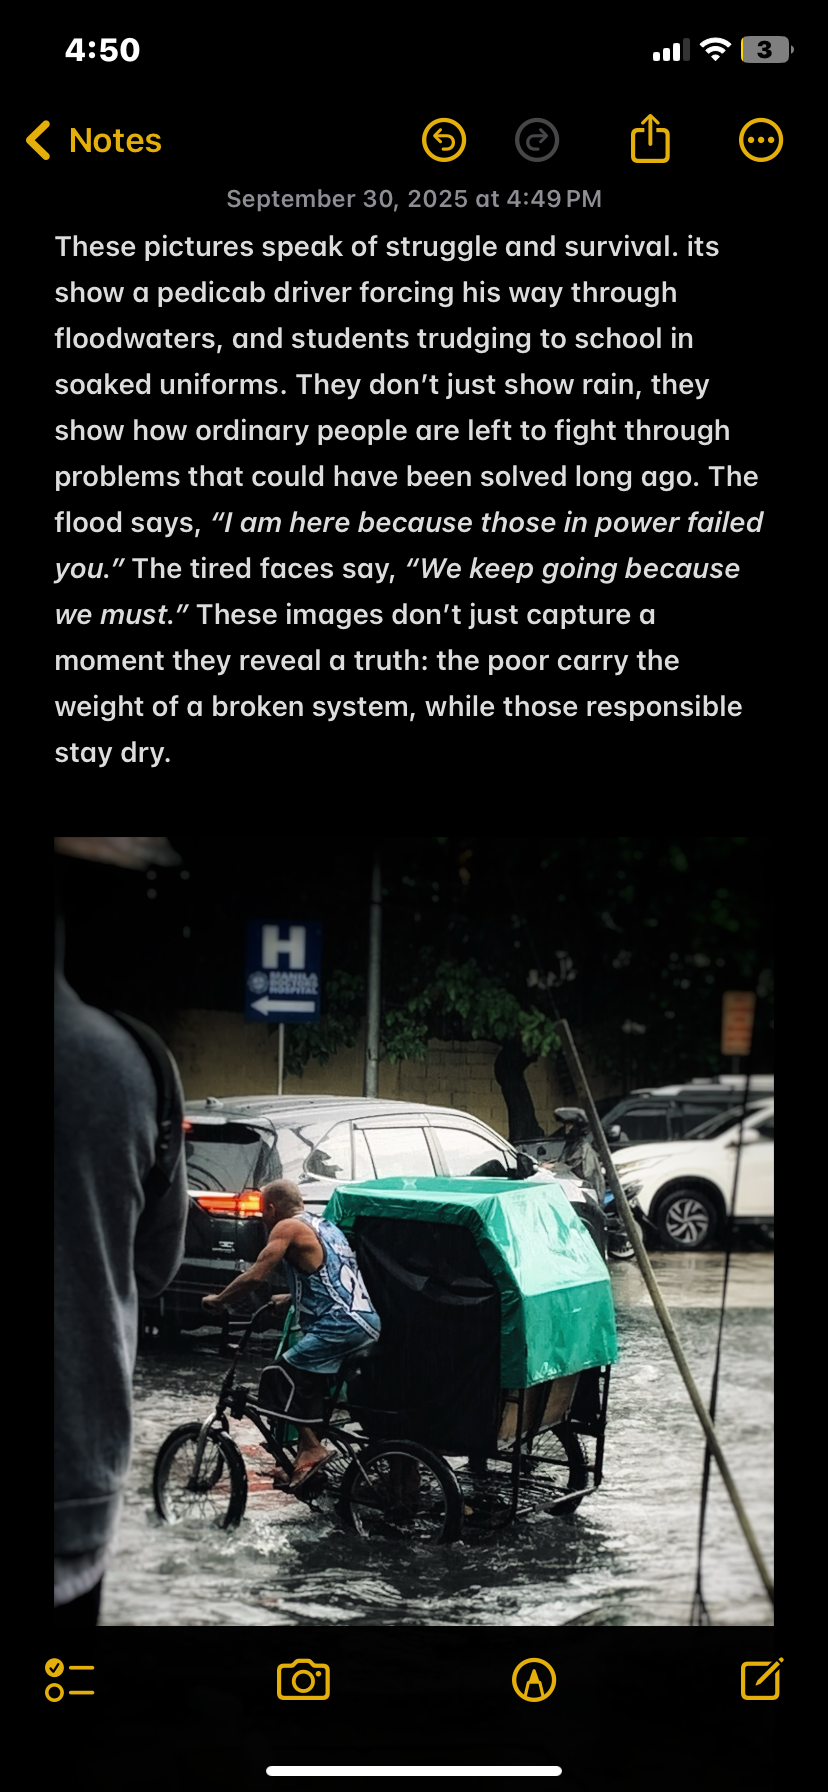 4:50
3
Notes
September 30, 2025 at 4:49 PM
These pictures speak of struggle and survival. its
show a pedicab driver forcing his way through
floodwaters, and students trudging to school in
soaked uniforms. They don’t just show rain, they
show how ordinary people are left to fight through
problems that could have been solved long ago. The
flood says, “I am here because those in power failed
you.” The tired faces say, “We keep going because
we must.” These images don’t just capture a
moment they reveal a truth: the poor carry the
weight of a broken system, while those responsible
stay dry.
H
MANILA
DOCTORS
HOSPITAL
2